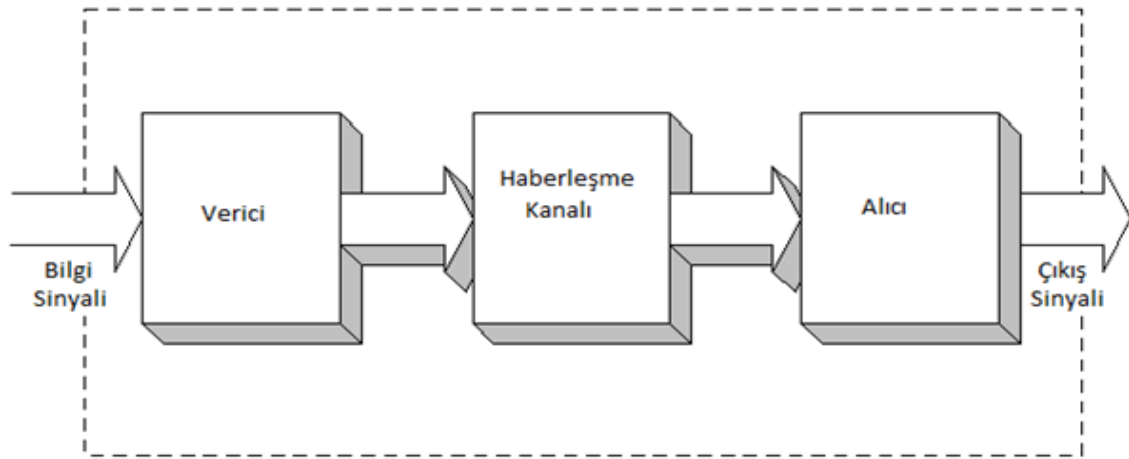 Verici
Haberleşme
Kanalı
Alıcı
Bilgi
Sinyali
Çıkış
Sinyali